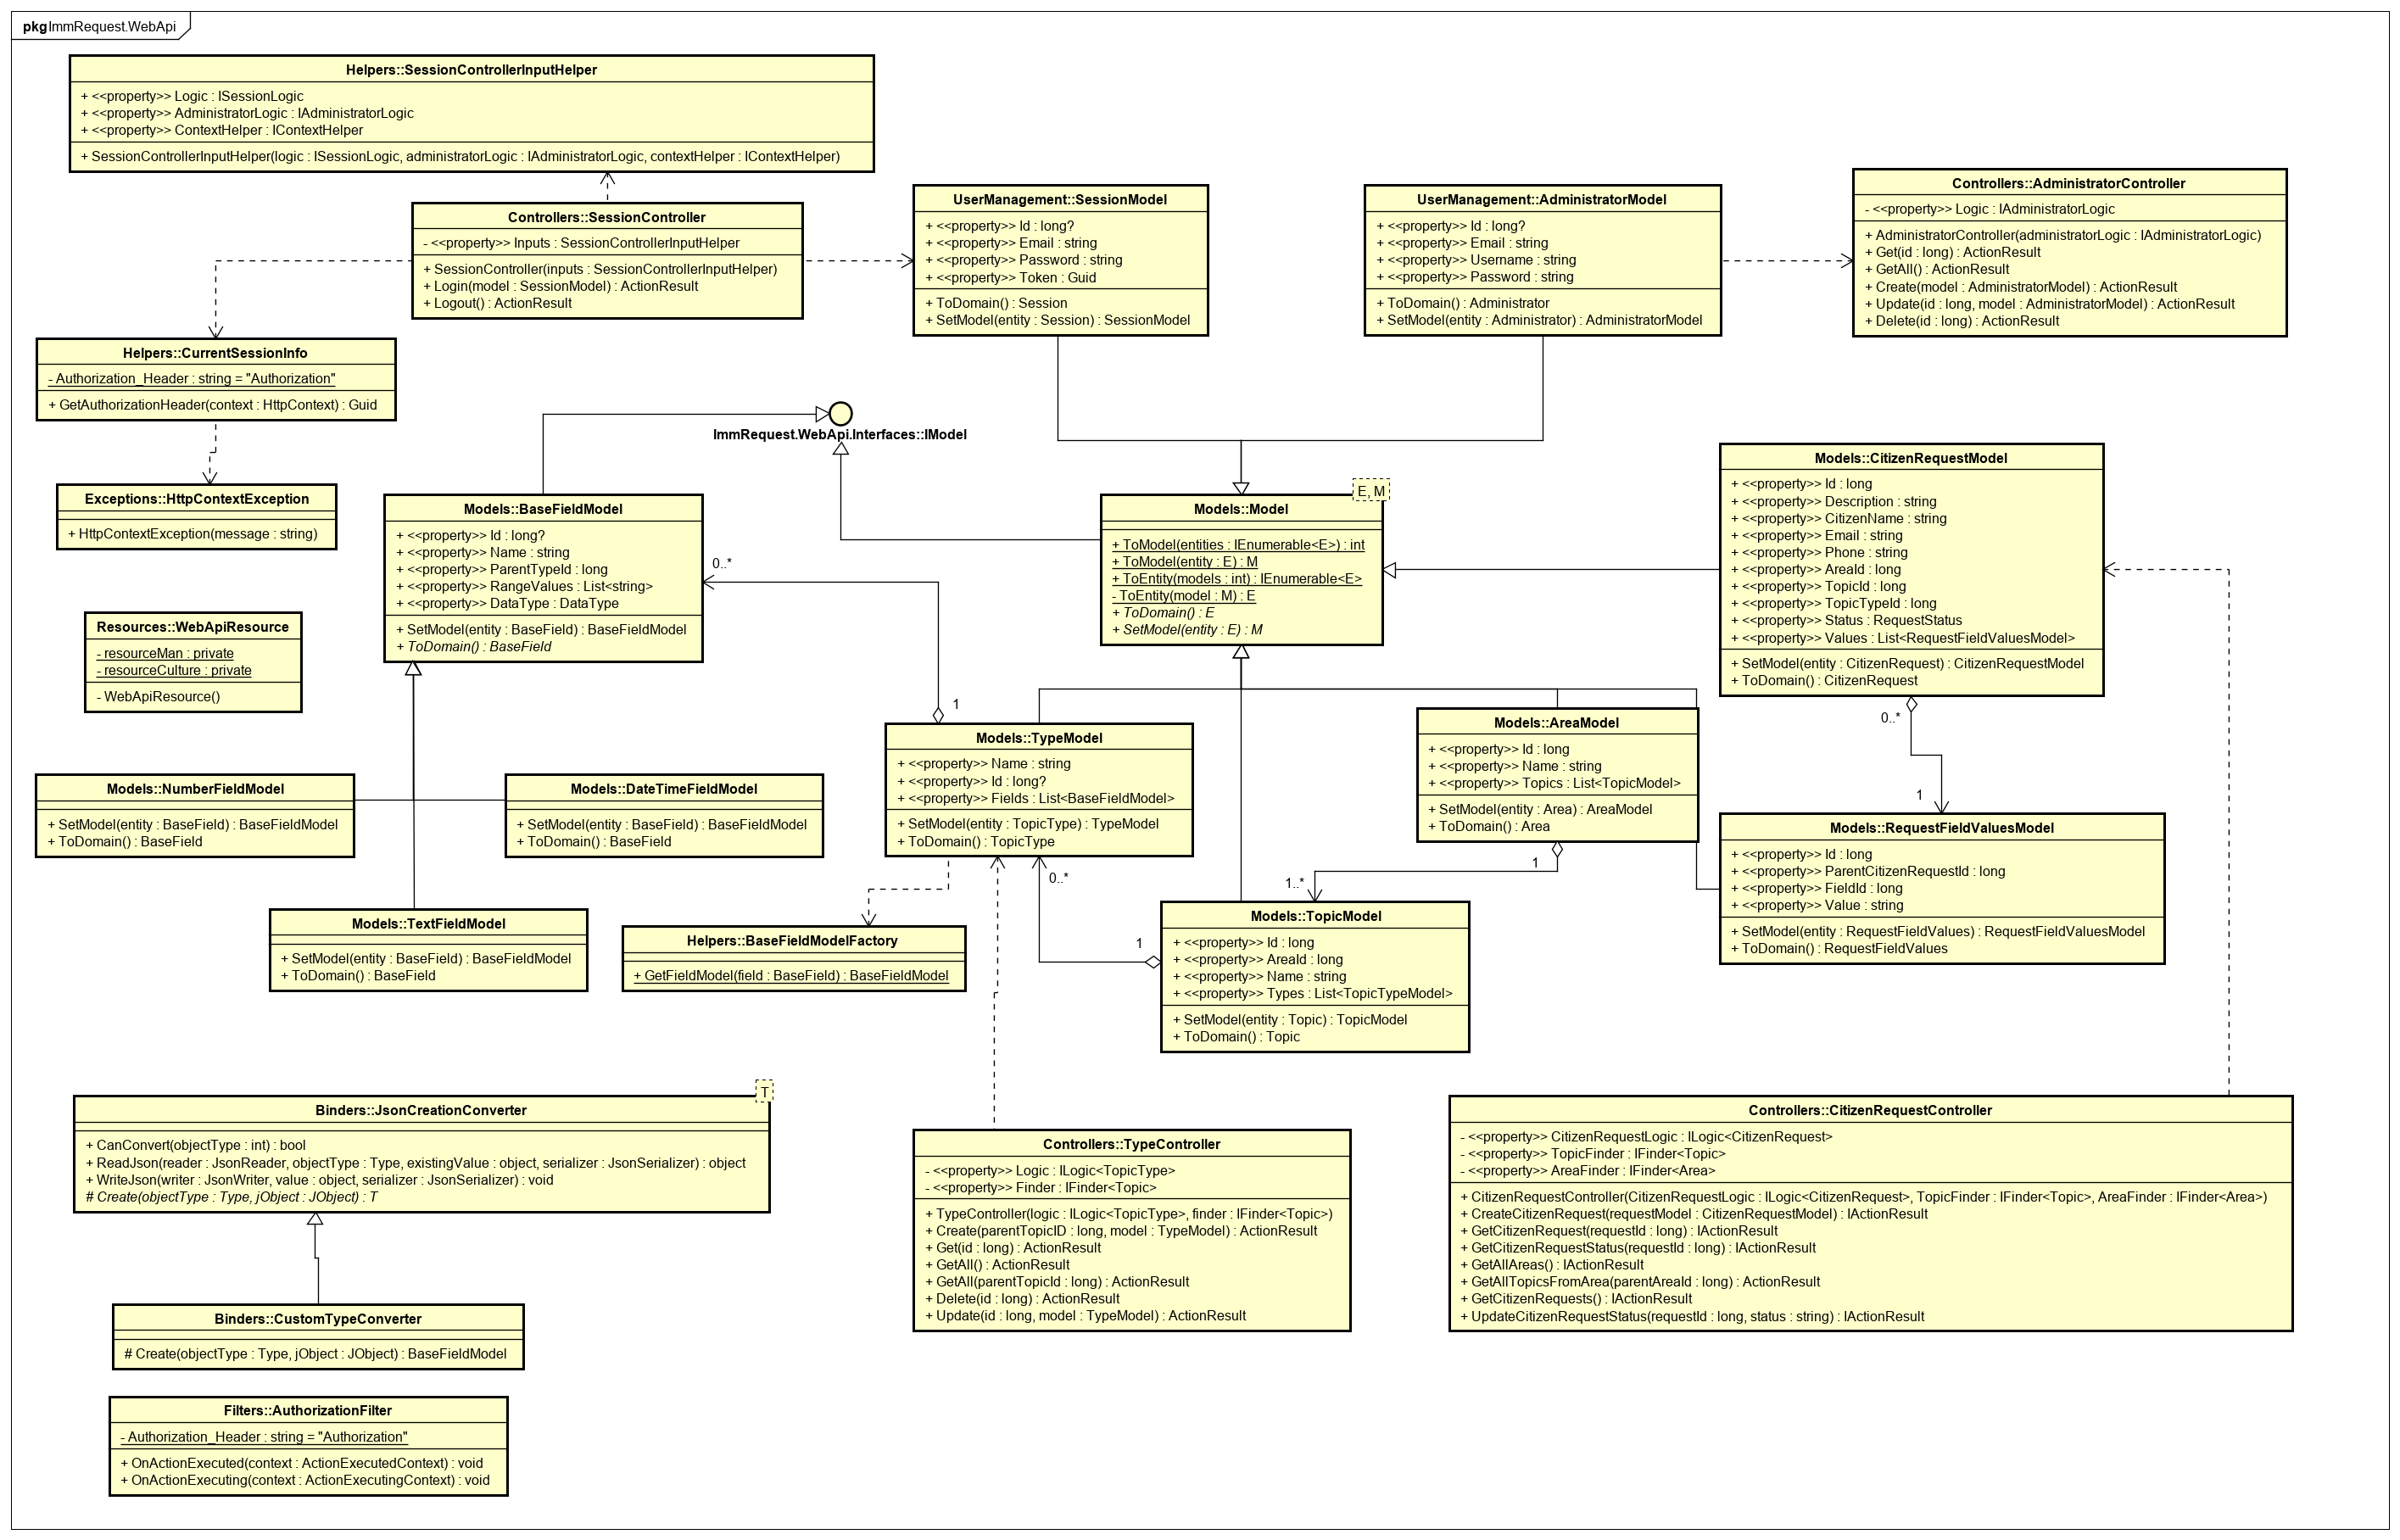 pkg ImmRequest.WebApi
Helpers::SessionControllerInputHelper
+ <<property>> Logic : ISessionLogic
+ <<property>> AdministratorLogic : IAdministratorLogic
+ <<property>> ContextHelper : IContextHelper
+ SessionControllerInputHelper(logic : ISessionLogic, administratorLogic : IAdministratorLogic, contextHelper : IContextHelper)
Controllers::SessionController
- <<property>> Inputs : SessionControllerInputHelper
+ SessionController(inputs : SessionControllerInputHelper)
+ Login(model : SessionModel) : ActionResult
+ Logout() : ActionResult
UserManagement::SessionModel
+ <<property>> Id : long?
+ <<property>> Email : string
+ <<property>> Password : string
+ <<property>> Token : Guid
+ ToDomain() : Session
+ SetModel(entity : Session) : SessionModel
UserManagement::AdministratorModel
+ <<property>> Id : long?
+ <<property>> Email : string
+ <<property>> Username : string
+ <<property>> Password : string
+ ToDomain() : Administrator
+ SetModel(entity : Administrator) : AdministratorModel
Controllers::AdministratorController
- <<property>> Logic : IAdministratorLogic
+ AdministratorController(administratorLogic : IAdministratorLogic)
+ Get(id : long) : ActionResult
+ GetAll() : ActionResult
+ Create(model : AdministratorModel) : ActionResult
+ Update(id : long, model : AdministratorModel) : ActionResult
+ Delete(id : long) : ActionResult
Helpers::CurrentSessionInfo
- Authorization_Header : string = "Authorization"
+ GetAuthorizationHeader(context : HttpContext) : Guid
ImmRequest.WebApi.Interfaces::IModel
Exceptions::HttpContextException
+ HttpContextException(message : string)
Models::BaseFieldModel
+ <<property>> Id : long?
+ <<property>> Name : string
+ <<property>> ParentTypeId : long
+ <<property>> RangeValues : List<string>
+ <<property>> DataType : DataType
+ SetModel(entity : BaseField) : BaseFieldModel
+ ToDomain() : BaseField
0..*
1
E, M
Models::Model
+ ToModel(entities : IEnumerable<E>) : int
+ ToModel(entity : E) : M
+ ToEntity(models : int) : IEnumerable<E>
- ToEntity(model : M) : E
+ ToDomain() : E
+ SetModel(entity : E) : M
Models::CitizenRequestModel
+ <<property>> Id : long
+ <<property>> Description : string
+ <<property>> CitizenName : string
+ <<property>> Email : string
+ <<property>> Phone : string
+ <<property>> AreaId : long
+ <<property>> TopicId : long
+ <<property>> TopicTypeId : long
+ <<property>> Status : RequestStatus
+ <<property>> Values : List<RequestFieldValuesModel>
+ SetModel(entity : CitizenRequest) : CitizenRequestModel
+ ToDomain() : CitizenRequest
0..*
1
Resources::WebApiResource
- resourceMan : private
- resourceCulture : private
- WebApiResource()
Models::NumberFieldModel
+ SetModel(entity : BaseField) : BaseFieldModel
+ ToDomain() : BaseField
Models::DateTimeFieldModel
+ SetModel(entity : BaseField) : BaseFieldModel
+ ToDomain() : BaseField
Models::TypeModel
+ <<property>> Name : string
+ <<property>> Id : long?
+ <<property>> Fields : List<BaseFieldModel>
+ SetModel(entity : TopicType) : TypeModel
+ ToDomain() : TopicType
Models::AreaModel
+ <<property>> Id : long
+ <<property>> Name : string
+ <<property>> Topics : List<TopicModel>
+ SetModel(entity : Area) : AreaModel
+ ToDomain() : Area
Models::RequestFieldValuesModel
+ <<property>> Id : long
+ <<property>> ParentCitizenRequestId : long
+ <<property>> FieldId : long
+ <<property>> Value : string
+ SetModel(entity : RequestFieldValues) : RequestFieldValuesModel
+ ToDomain() : RequestFieldValues
1
1..*
0..*
1
Models::TextFieldModel
+ SetModel(entity : BaseField) : BaseFieldModel
+ ToDomain() : BaseField
Helpers::BaseFieldModelFactory
+ GetFieldModel(field : BaseField) : BaseFieldModel
Models::TopicModel
+ <<property>> Id : long
+ <<property>> AreaId : long
+ <<property>> Name : string
+ <<property>> Types : List<TopicTypeModel>
+ SetModel(entity : Topic) : TopicModel
+ ToDomain() : Topic
T
Binders::JsonCreationConverter
+ CanConvert(objectType : int) : bool
+ ReadJson(reader : JsonReader, objectType : Type, existingValue : object, serializer : JsonSerializer) : object
+ WriteJson(writer : JsonWriter, value : object, serializer : JsonSerializer) : void
# Create(objectType : Type, jObject : JObject) : T
Controllers::TypeController
- <<property>> Logic : ILogic<TopicType>
- <<property>> Finder : IFinder<Topic>
+ TypeController(logic : ILogic<TopicType>, finder : IFinder<Topic>)
+ Create(parentTopicID : long, model : TypeModel) : ActionResult
+ Get(id : long) : ActionResult
+ GetAll() : ActionResult
+ GetAll(parentTopicId : long) : ActionResult
+ Delete(id : long) : ActionResult
+ Update(id : long, model : TypeModel) : ActionResult
Controllers::CitizenRequestController
- <<property>> CitizenRequestLogic : ILogic<CitizenRequest>
- <<property>> TopicFinder : IFinder<Topic>
- <<property>> AreaFinder : IFinder<Area>
+ CitizenRequestController(CitizenRequestLogic : ILogic<CitizenRequest>, TopicFinder : IFinder<Topic>, AreaFinder : IFinder<Area>)
+ CreateCitizenRequest(requestModel : CitizenRequestModel) : IActionResult
+ GetCitizenRequest(requestId : long) : IActionResult
+ GetCitizenRequestStatus(requestId : long) : IActionResult
+ GetAllAreas() : IActionResult
+ GetAllTopicsFromArea(parentAreaId : long) : ActionResult
+ GetCitizenRequests() : IActionResult
+ UpdateCitizenRequestStatus(requestId : long, status : string) : IActionResult
Binders::CustomTypeConverter
# Create(objectType : Type, jObject : JObject) : BaseFieldModel
Filters::AuthorizationFilter
- Authorization_Header : string = "Authorization"
+ OnActionExecuted(context : ActionExecutedContext) : void
+ OnActionExecuting(context : ActionExecutingContext) : void